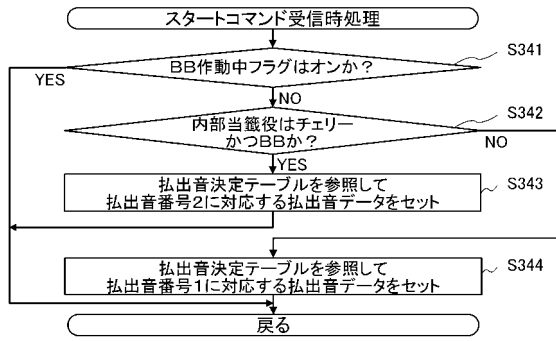 スタートコマンド受信時処理
S341
BB作動中フラグはオンか？
YES
NO
S342
内部当籤役はチェリー
かつBBか？
NO
YES
S343
払出音決定テーブルを参照して
払出音番号2に対応する払出音データをセット
S344
払出音決定テーブルを参照して
払出音番号1に対応する払出音データをセット
戻る